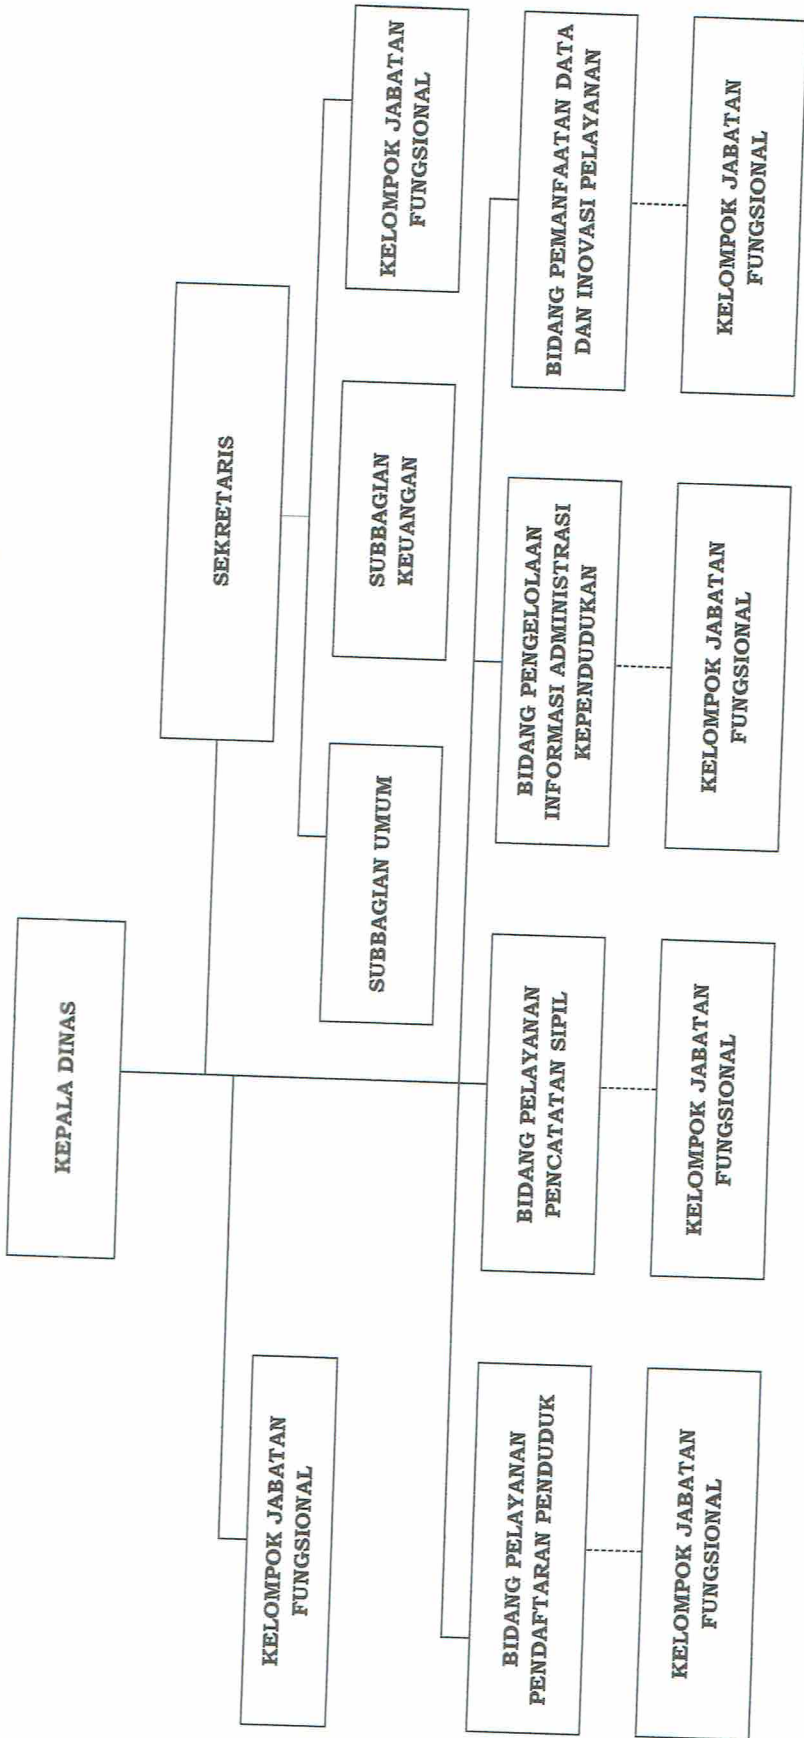 KEPALA DINAS
SEKRETARIS
KELOMPOK JABATAN
FUNGSIONAL
SUBBAGIAN UMUM
SUBBAGIAN
KEUANGAN
KELOMPOK JABATAN
FUNGSIONAL
BIDANG PELAYANAN
PENDAFTARAN PENDUDUK
BIDANG PELAYANAN
PENCATATAN SIPIL
BIDANG PENGELOLAAN
INFORMASI ADMINISTRASI
KEPENDUDUKAN
BIDANG PEMANFAATAN DATA
DAN INOVASI PELAYANAN
KELOMPOK JABATAN
FUNGSIONAL
KELOMPOK JABATAN
FUNGSIONAL
KELOMPOK JABATAN
FUNGSIONAL
KELOMPOK JABATAN
FUNGSIONAL